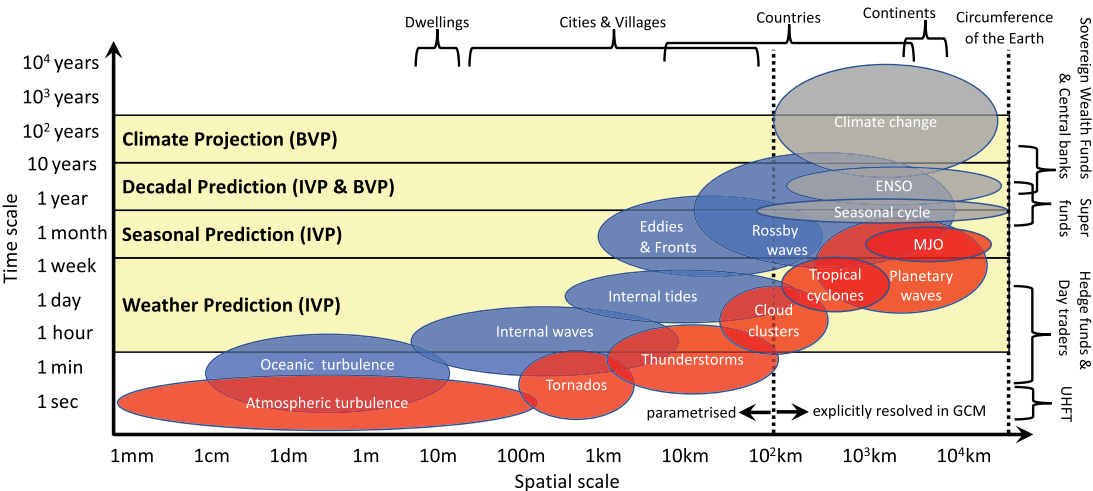 Dwellings
Cities & Villages
Countries
Continents
Circumference
of the Earth
Sovereign Wealth Funds
& Central banks
Super
funds
Hedge funds &
Day traders
UHFT
Time scale
10⁴ years
10³ years
10² years
10 years
1 year
1 month
1 week
1 day
1 hour
1 min
1 sec
Climate Projection (BVP)
Decadal Prediction (IVP & BVP)
Seasonal Prediction (IVP)
Weather Prediction (IVP)
Climate change
ENSO
Seasonal cycle
Eddies
& Fronts
Rossby
waves
MJO
Tropical
cyclones
Planetary
waves
Internal tides
Cloud
clusters
Internal waves
Thunderstorms
Oceanic turbulence
Tornados
Atmospheric turbulence
parametrised
explicitly resolved in GCM
1mm
1cm
1dm
1m
10m
100m
1km
10km
10²km
10³km
10⁴km
Spatial scale